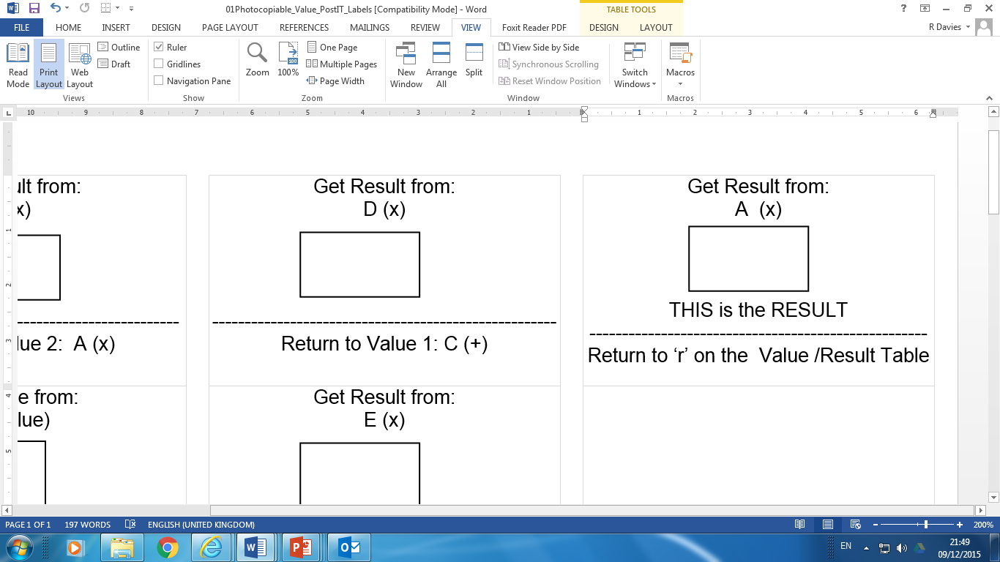 01Photocopiable_Value_PostIT_Labels [Compatibility Mode] - Word
TABLE TOOLS
?
FILE HOME INSERT DESIGN PAGE LAYOUT REFERENCES MAILINGS REVIEW VIEW Foxit Reader PDF DESIGN LAYOUT R Davies
Read Mode
Print Layout
Web Layout
Outline
Draft
Views
Ruler
Gridlines
Navigation Pane
Show
Zoom
100%
One Page
Multiple Pages
Page Width
Zoom
New Window
Arrange All
Split
View Side by Side
Synchronous Scrolling
Reset Window Position
Window
Switch Windows
Macros
Macros
10 9 8 7 6 5 4 3 2 1 1 2 3 4 5 6
1
2
3
4
5
ult from:
x)
-------------------------
lue 2:  A (x)
Get Result from:
D (x)
-----------------------------------------------------
Return to Value 1: C (+)
Get Result from:
A  (x)
THIS is the RESULT
----------------------------------------------------
Return to ‘r’ on the  Value /Result Table
e from:
lue)
Get Result from:
E (x)
PAGE 1 OF 1 197 WORDS ENGLISH (UNITED KINGDOM) 200%
EN 21:49
09/12/2015